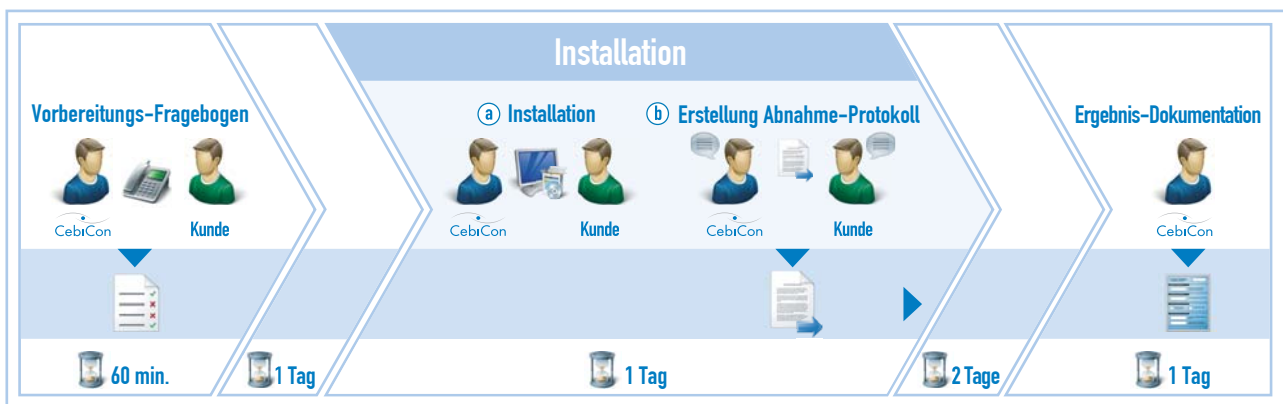 Installation
Vorbereitungs-Fragebogen
ⓐ Installation
ⓑ Erstellung Abnahme-Protokoll
Ergebnis-Dokumentation
CebiCon Kunde
CebiCon Kunde
CebiCon Kunde
CebiCon
60 min.
1 Tag
1 Tag
2 Tage
1 Tag